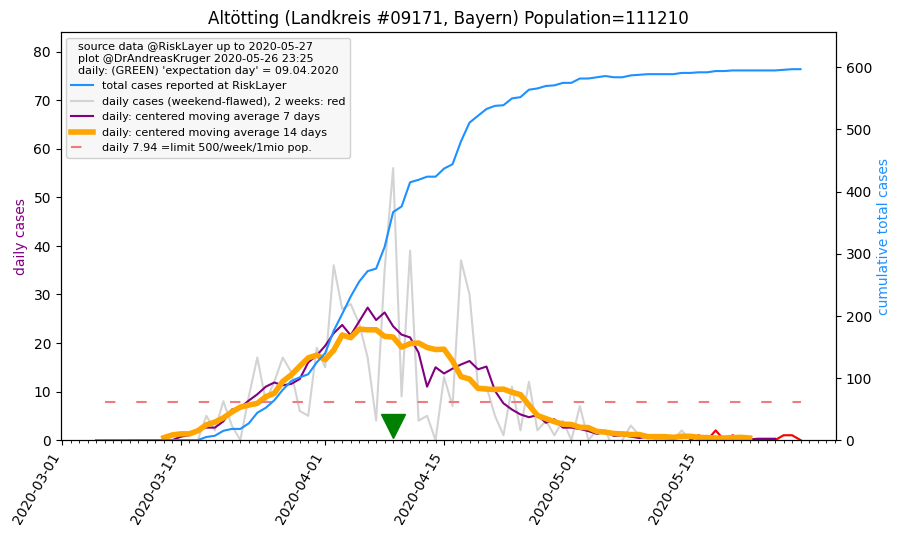 Altötting (Landkreis #09171, Bayern) Population=111210
source data @RiskLayer up to 2020-05-27
plot @DrAndreasKruger 2020-05-26 23:25
daily: (GREEN) 'expectation day' = 09.04.2020
total cases reported at RiskLayer
daily cases (weekend-flawed), 2 weeks: red
daily: centered moving average 7 days
daily: centered moving average 14 days
daily 7.94 =limit 500/week/1mio pop.
daily cases
80
70
60
50
40
30
20
10
0
cumulative total cases
600
500
400
300
200
100
0
2020-03-01
2020-03-15
2020-04-01
2020-04-15
2020-05-01
2020-05-15